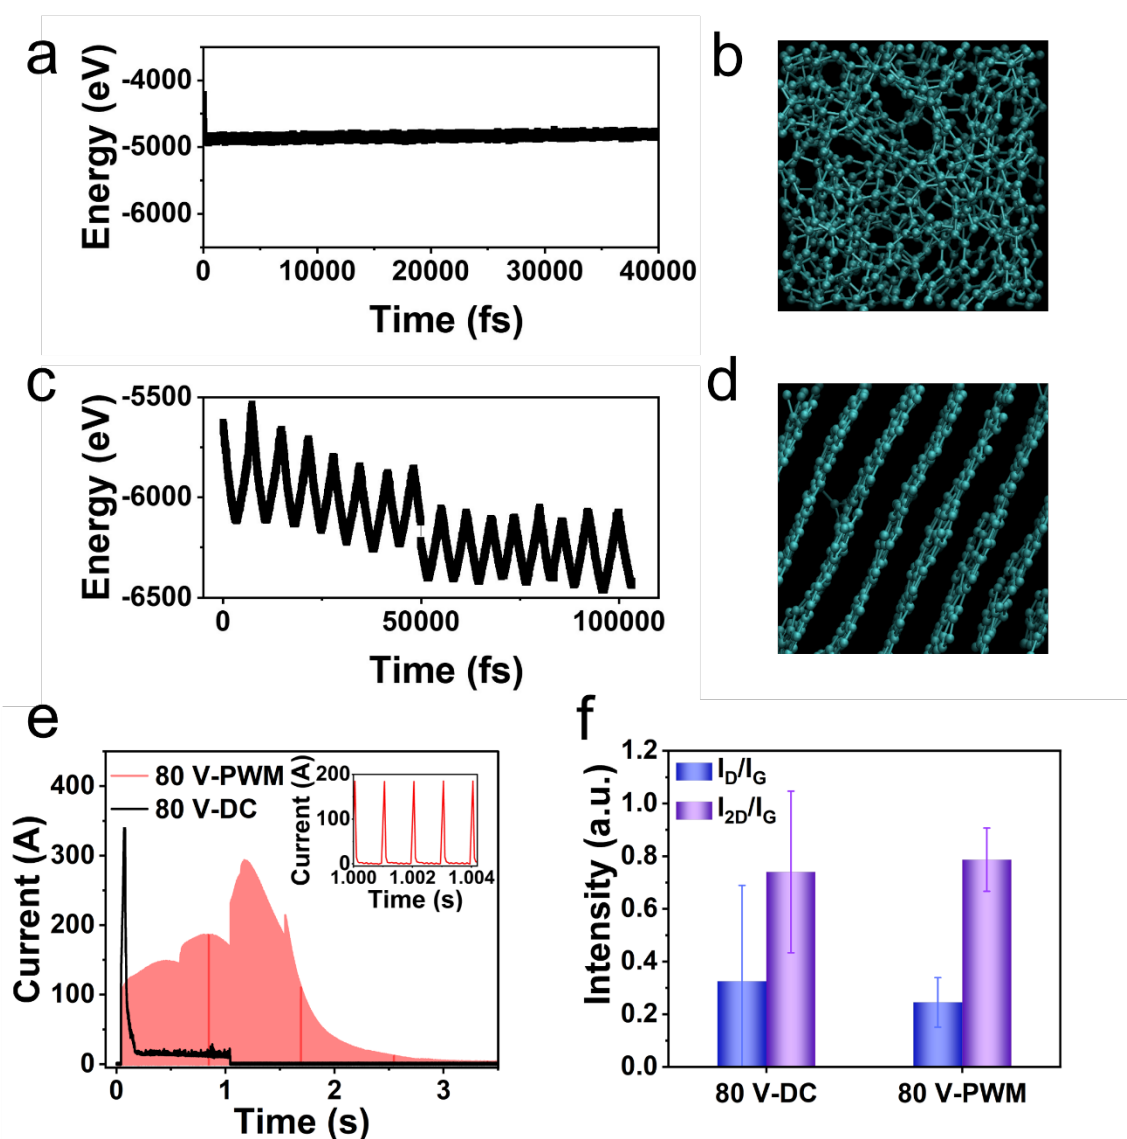 a
Energy (eV)
-4000
-5000
-6000
0 10000 20000 30000 40000
Time (fs)
b
c
Energy (eV)
-5500
-6000
-6500
0 50000 100000
Time (fs)
d
e
Current (A)
400
300
200
100
0
80 V-PWM
80 V-DC
Current (A)
200
100
0
1.000 1.002 1.004
Time (s)
0 1 2 3
Time (s)
f
Intensity (a.u.)
1.2
1.0
0.8
0.6
0.4
0.2
0.0
I_D/I_G
I_2D/I_G
80 V-DC 80 V-PWM